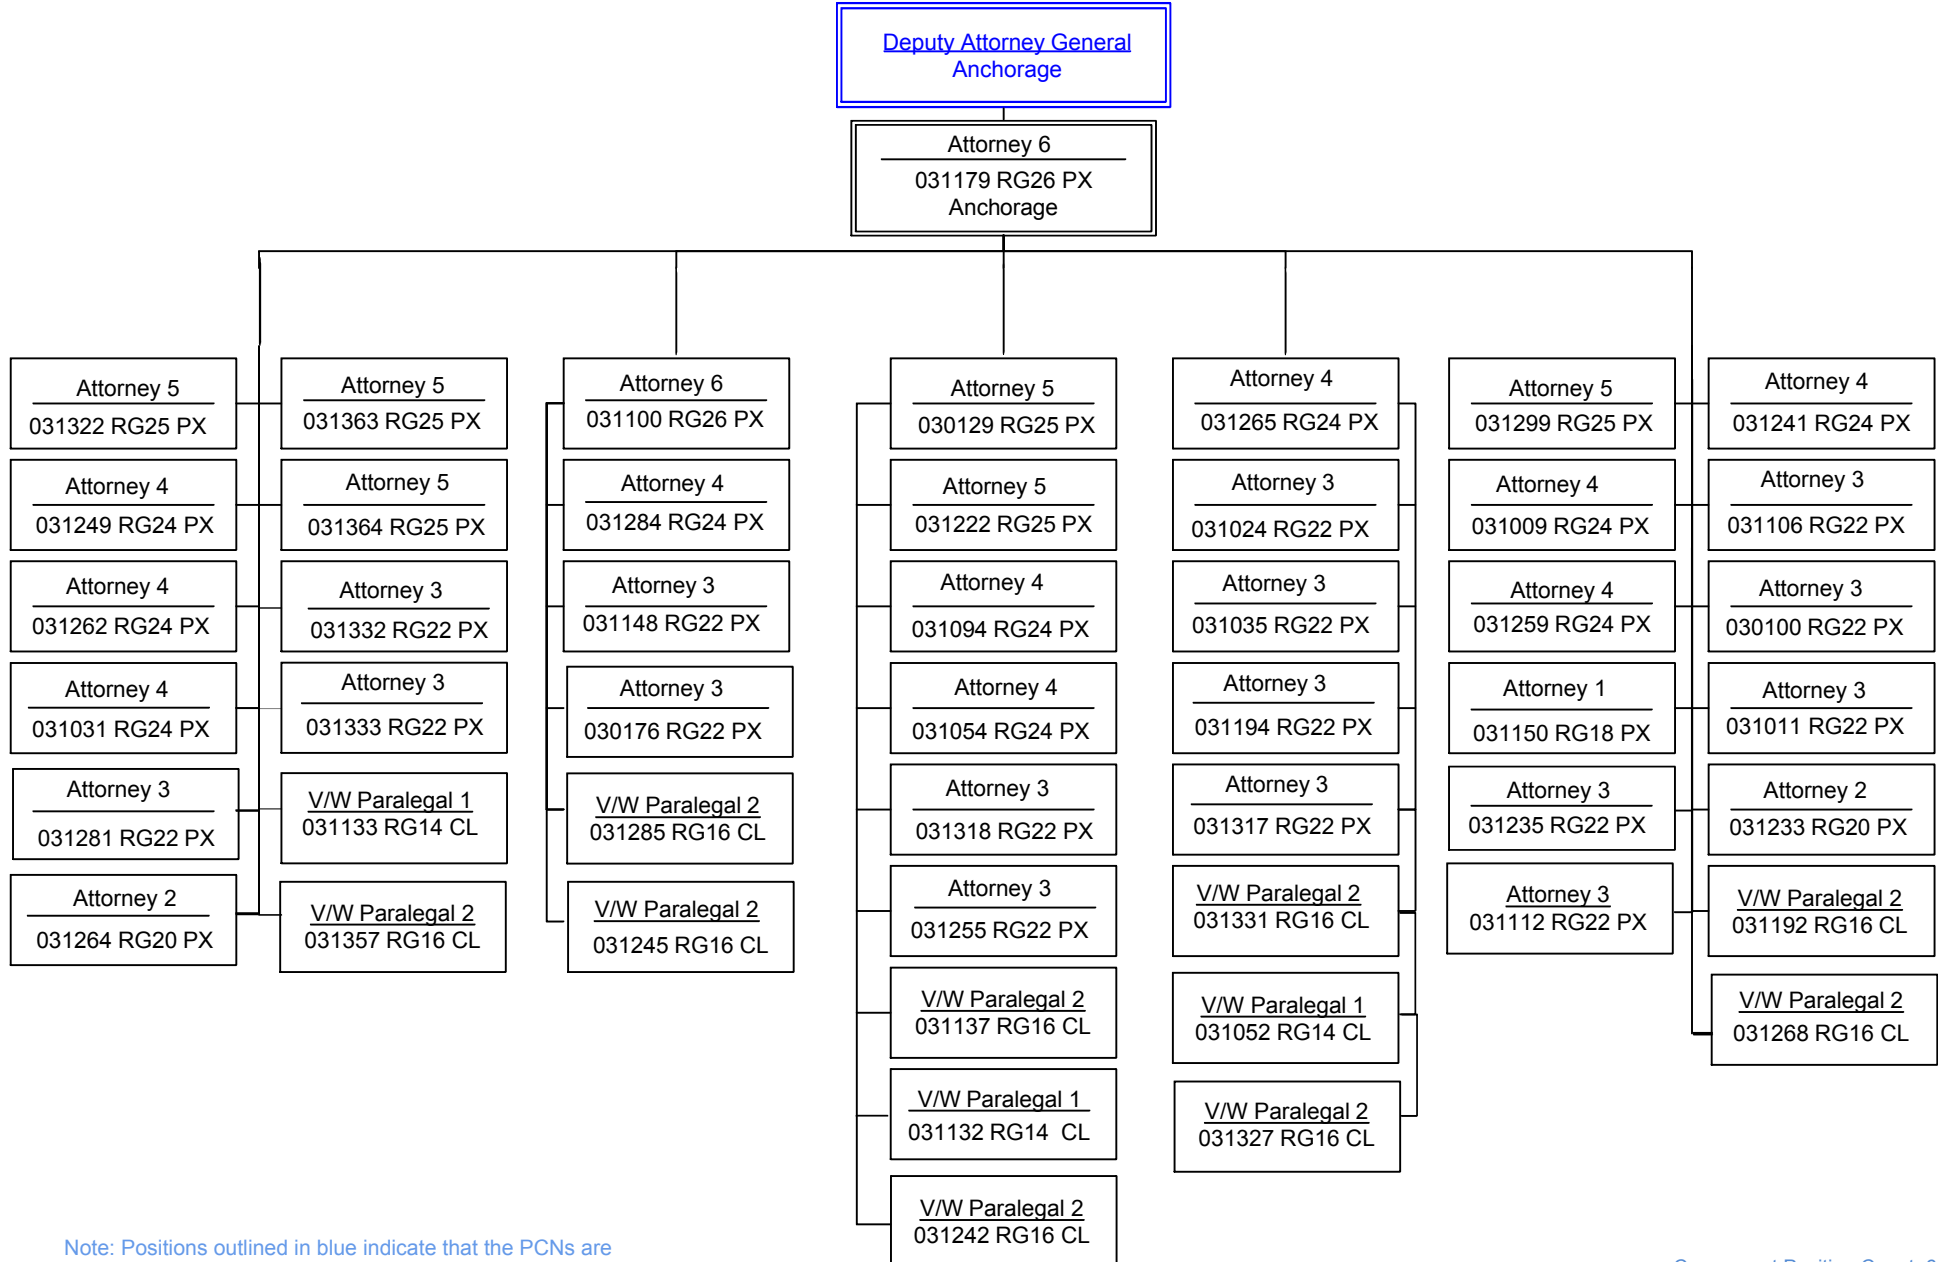 Deputy Attorney General
Anchorage
Attorney 6
031179 RG26 PX
Anchorage
Attorney 5
031322 RG25 PX
Attorney 4
031249 RG24 PX
Attorney 4
031262 RG24 PX
Attorney 4
031031 RG24 PX
Attorney 3
031281 RG22 PX
Attorney 2
031264 RG20 PX
Attorney 5
031363 RG25 PX
Attorney 5
031364 RG25 PX
Attorney 3
031332 RG22 PX
Attorney 3
031333 RG22 PX
V/W Paralegal 1
031133 RG14 CL
V/W Paralegal 2
031357 RG16 CL
Attorney 6
031100 RG26 PX
Attorney 4
031284 RG24 PX
Attorney 3
031148 RG22 PX
Attorney 3
030176 RG22 PX
V/W Paralegal 2
031285 RG16 CL
V/W Paralegal 2
031245 RG16 CL
Attorney 5
030129 RG25 PX
Attorney 5
031222 RG25 PX
Attorney 4
031094 RG24 PX
Attorney 4
031054 RG24 PX
Attorney 3
031318 RG22 PX
Attorney 3
031255 RG22 PX
V/W Paralegal 2
031137 RG16 CL
V/W Paralegal 1
031132 RG14 CL
V/W Paralegal 2
031242 RG16 CL
Attorney 4
031265 RG24 PX
Attorney 3
031024 RG22 PX
Attorney 3
031035 RG22 PX
Attorney 3
031194 RG22 PX
Attorney 3
031317 RG22 PX
V/W Paralegal 2
031331 RG16 CL
V/W Paralegal 1
031052 RG14 CL
V/W Paralegal 2
031327 RG16 CL
Attorney 5
031299 RG25 PX
Attorney 4
031009 RG24 PX
Attorney 4
031259 RG24 PX
Attorney 1
031150 RG18 PX
Attorney 3
031235 RG22 PX
Attorney 3
031112 RG22 PX
Attorney 4
031241 RG24 PX
Attorney 3
031106 RG22 PX
Attorney 3
030100 RG22 PX
Attorney 3
031011 RG22 PX
Attorney 2
031233 RG20 PX
V/W Paralegal 2
031192 RG16 CL
V/W Paralegal 2
031268 RG16 CL
Note: Positions outlined in blue indicate that the PCNs are